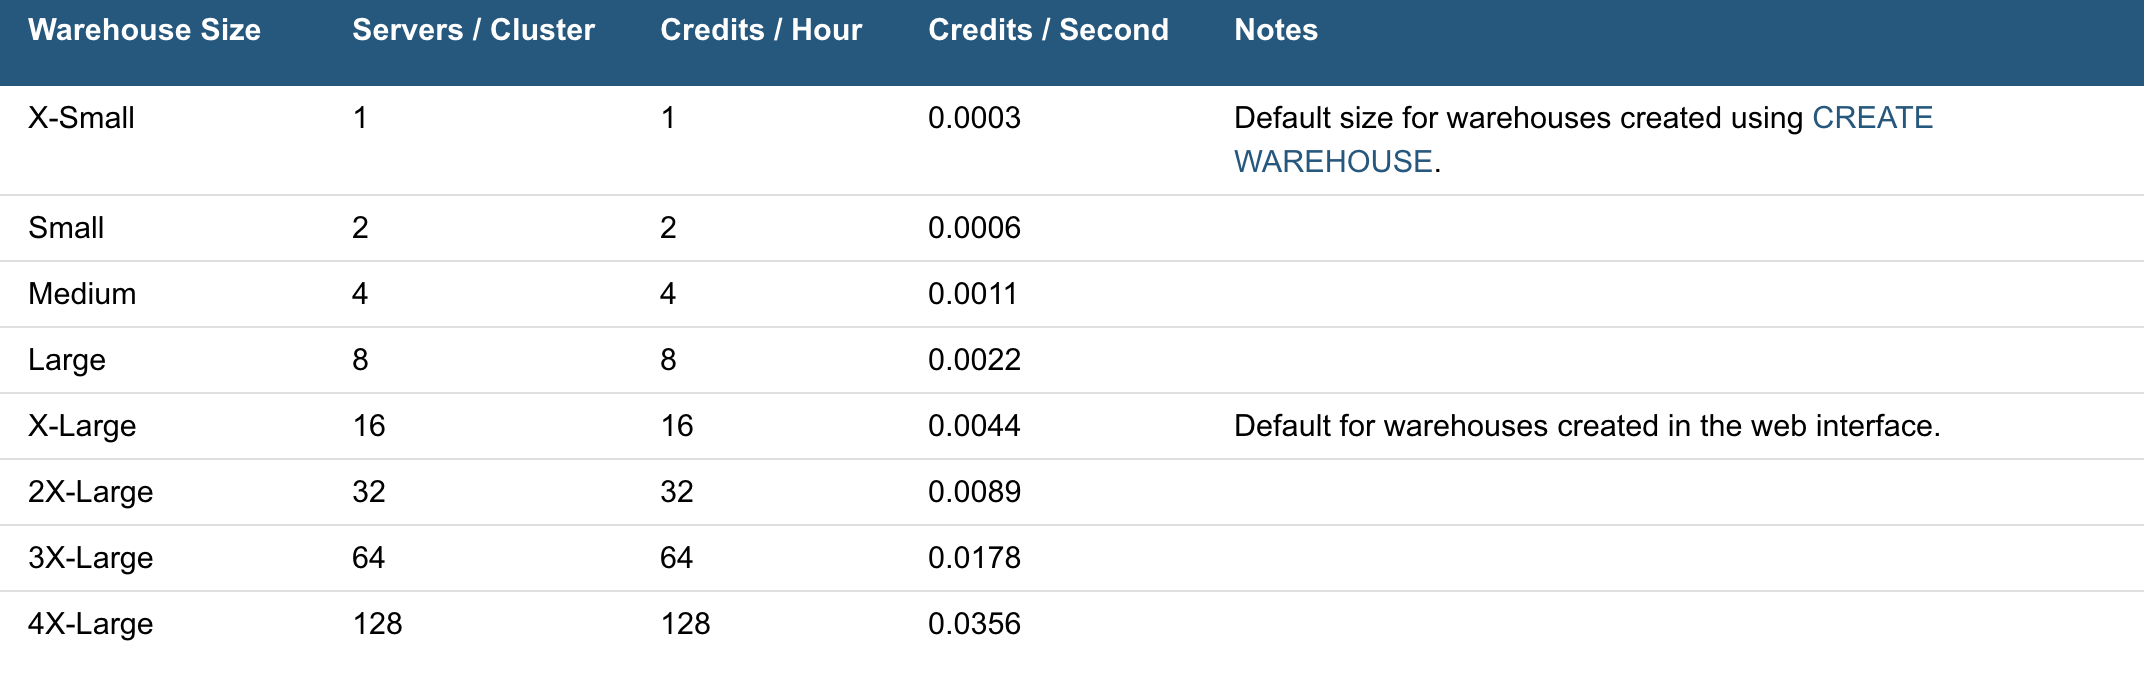 Warehouse Size Servers / Cluster Credits / Hour Credits / Second Notes
X-Small 1 1 0.0003 Default size for warehouses created using CREATE
WAREHOUSE.
Small 2 2 0.0006
Medium 4 4 0.0011
Large 8 8 0.0022
X-Large 16 16 0.0044 Default for warehouses created in the web interface.
2X-Large 32 32 0.0089
3X-Large 64 64 0.0178
4X-Large 128 128 0.0356